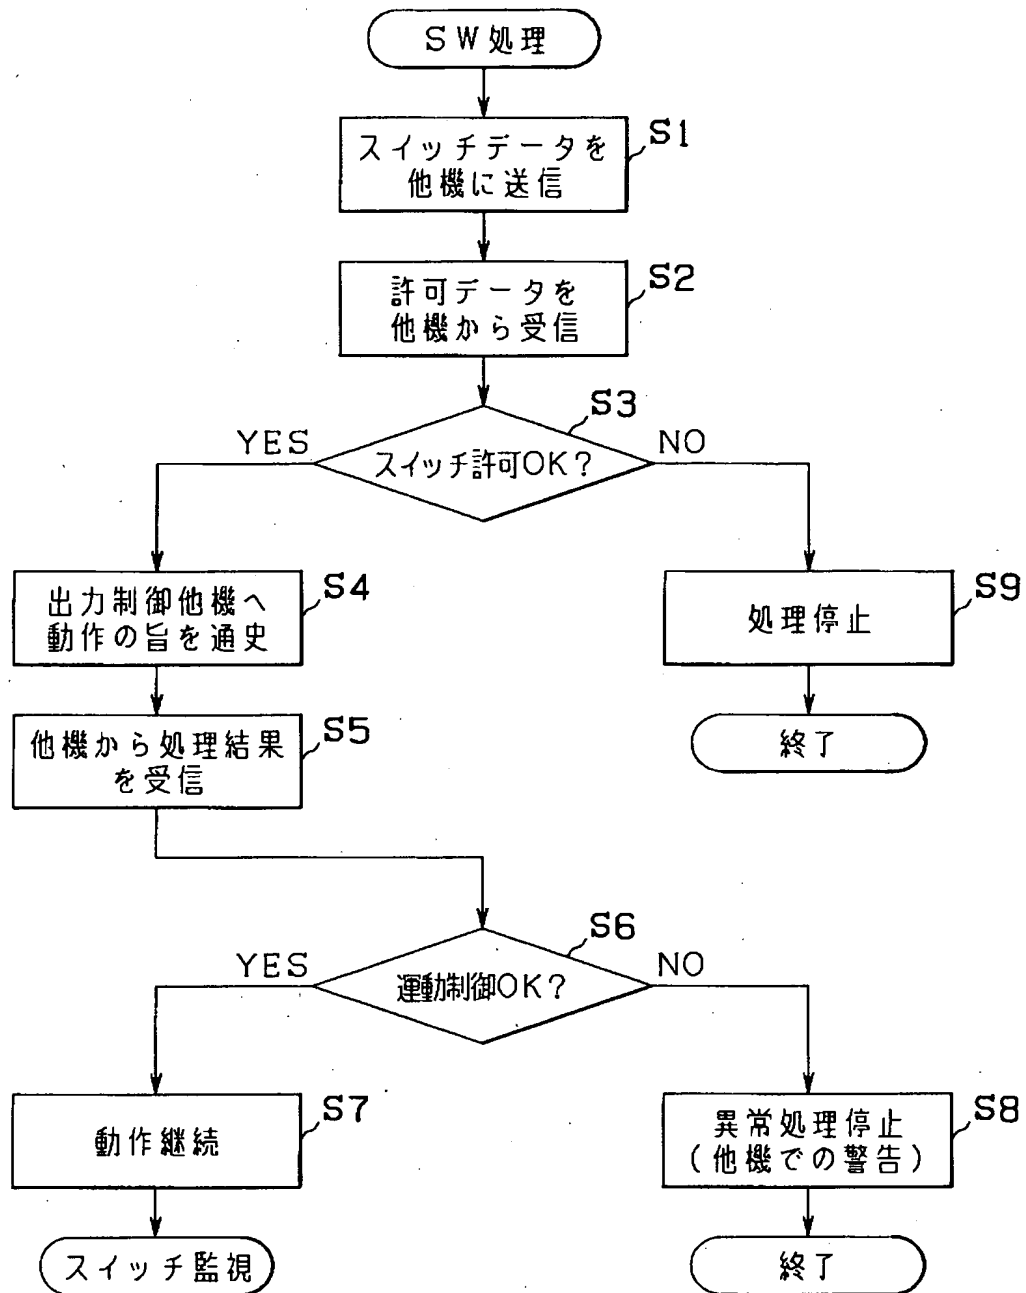 SW処理
スイッチデータを
他機に送信
S1
許可データを
他機から受信
S2
S3
YES
スイッチ許可OK？
NO
出力制御他機へ
動作の旨を通史
S4
処理停止
S9
他機から処理結果
を受信
S5
終了
S6
YES
運動制御OK？
NO
動作継続
S7
異常処理停止
（他機での警告）
S8
スイッチ監視
終了